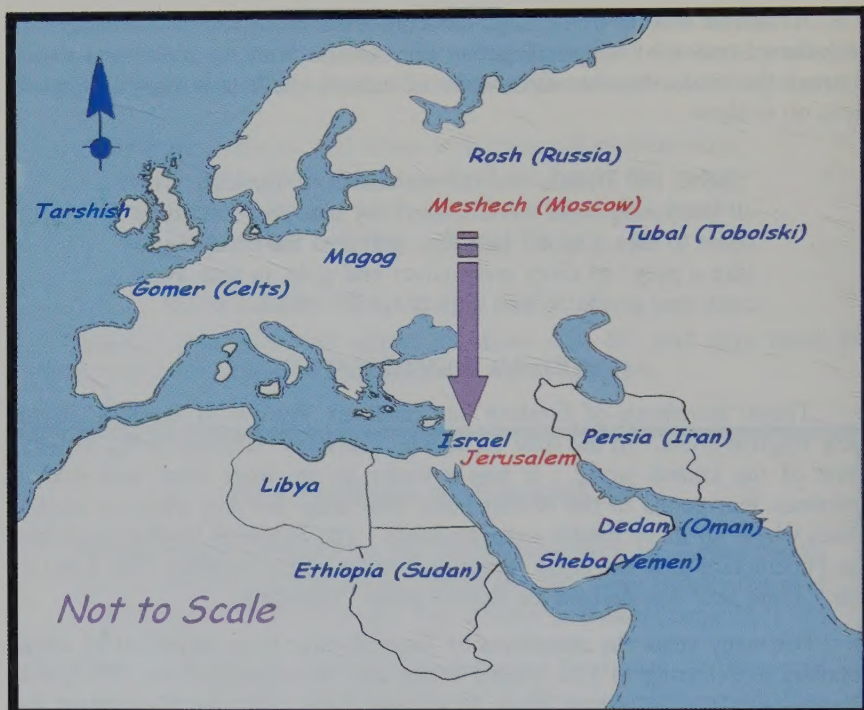 Rosh (Russia)
Tarshish
Meshech (Moscow)
Tubal (Tobolski)
Magog
Gomer (Celts)
Israel
Persia (Iran)
Jerusalem
Libya
Dedan (Oman)
Ethiopia (Sudan)
Sheba(Yemen)
Not to Scale